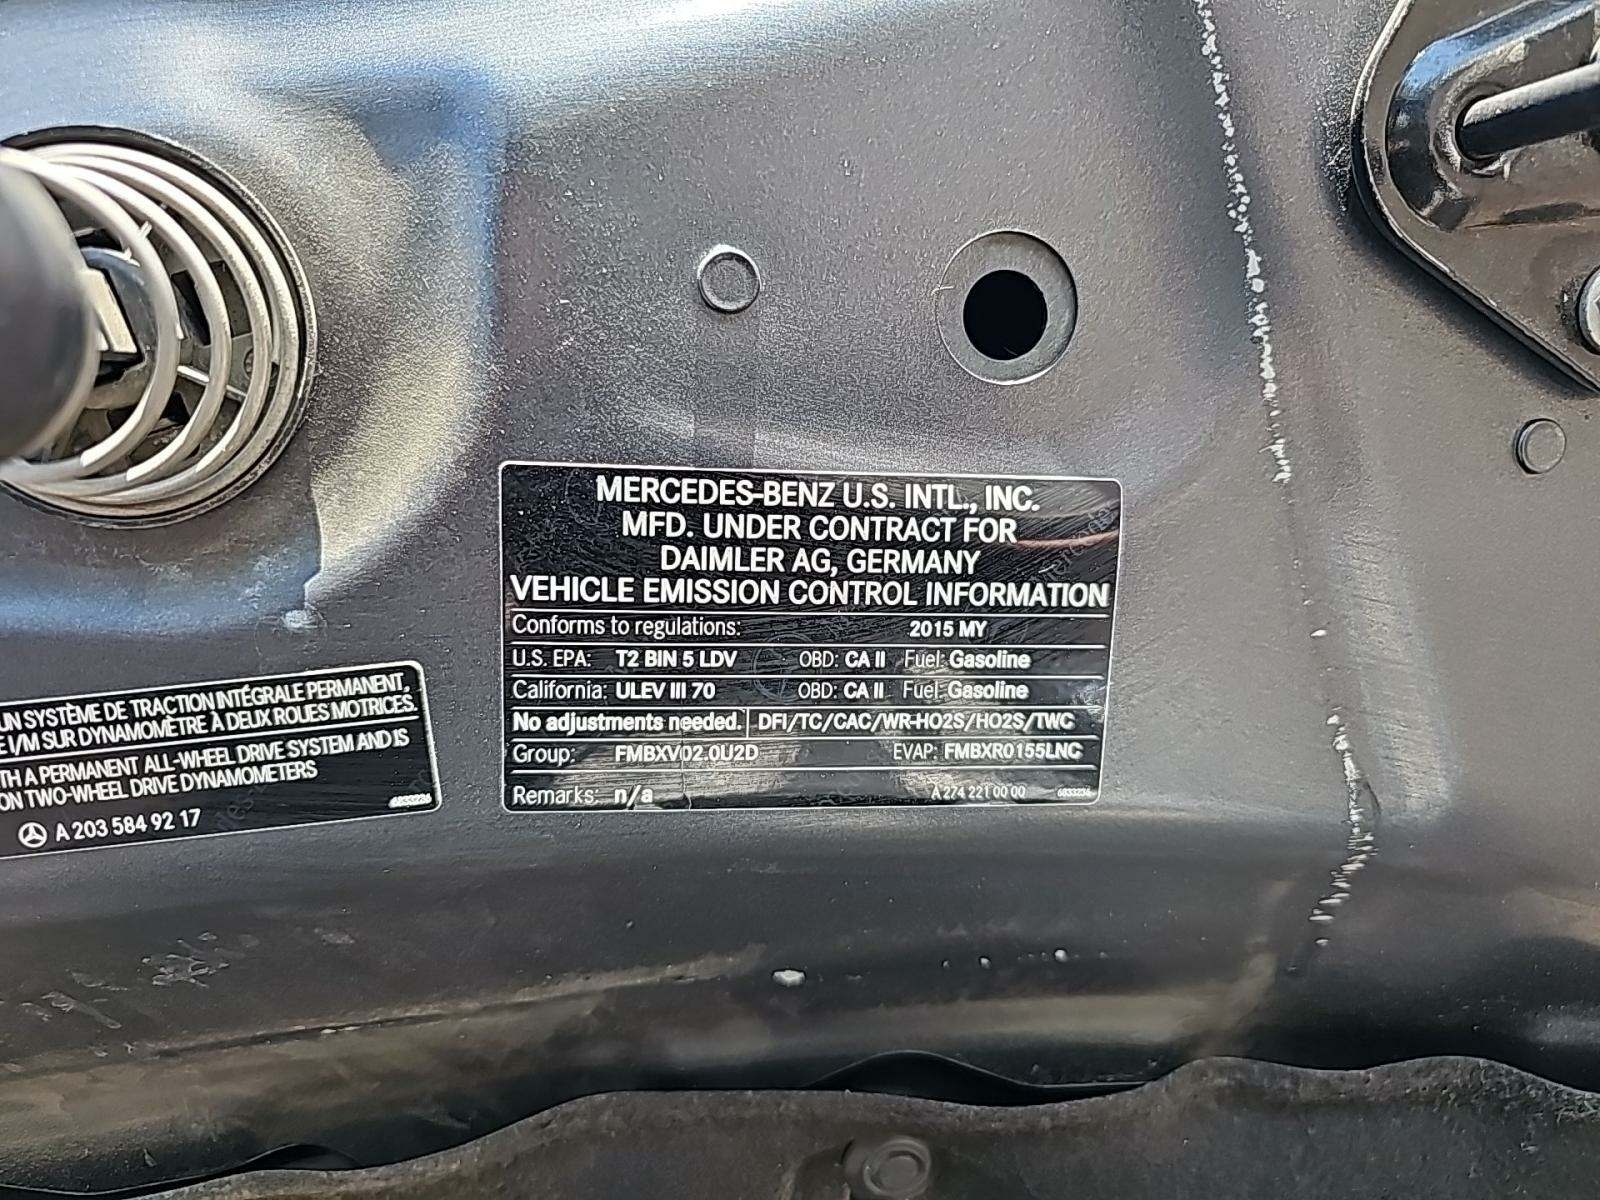 MERCEDES-BENZ U.S. INTL., INC.
MFD. UNDER CONTRACT FOR
DAIMLER AG, GERMANY
VEHICLE EMISSION CONTROL INFORMATION
Conforms to regulations: 2015 MY
U.S. EPA: T2 BIN 5 LDV OBD: CA II Fuel: Gasoline
California: ULEV III 70 OBD: CA II Fuel: Gasoline
No adjustments needed. DFI/TC/CAC/WR-HO2S/HO2S/TWC
Group: FMBXV02.0U2D EVAP: FMBXR0155LNC
Remarks: n/a A 274 221 00 00 6833236
UN SYSTÈME DE TRACTION INTÉGRALE PERMANENT,
I/M SUR DYNAMOMÈTRE À DEUX ROUES MOTRICES.
A PERMANENT ALL-WHEEL DRIVE SYSTEM AND IS
ON TWO-WHEEL DRIVE DYNAMOMETERS
6833236
A 203 584 92 17